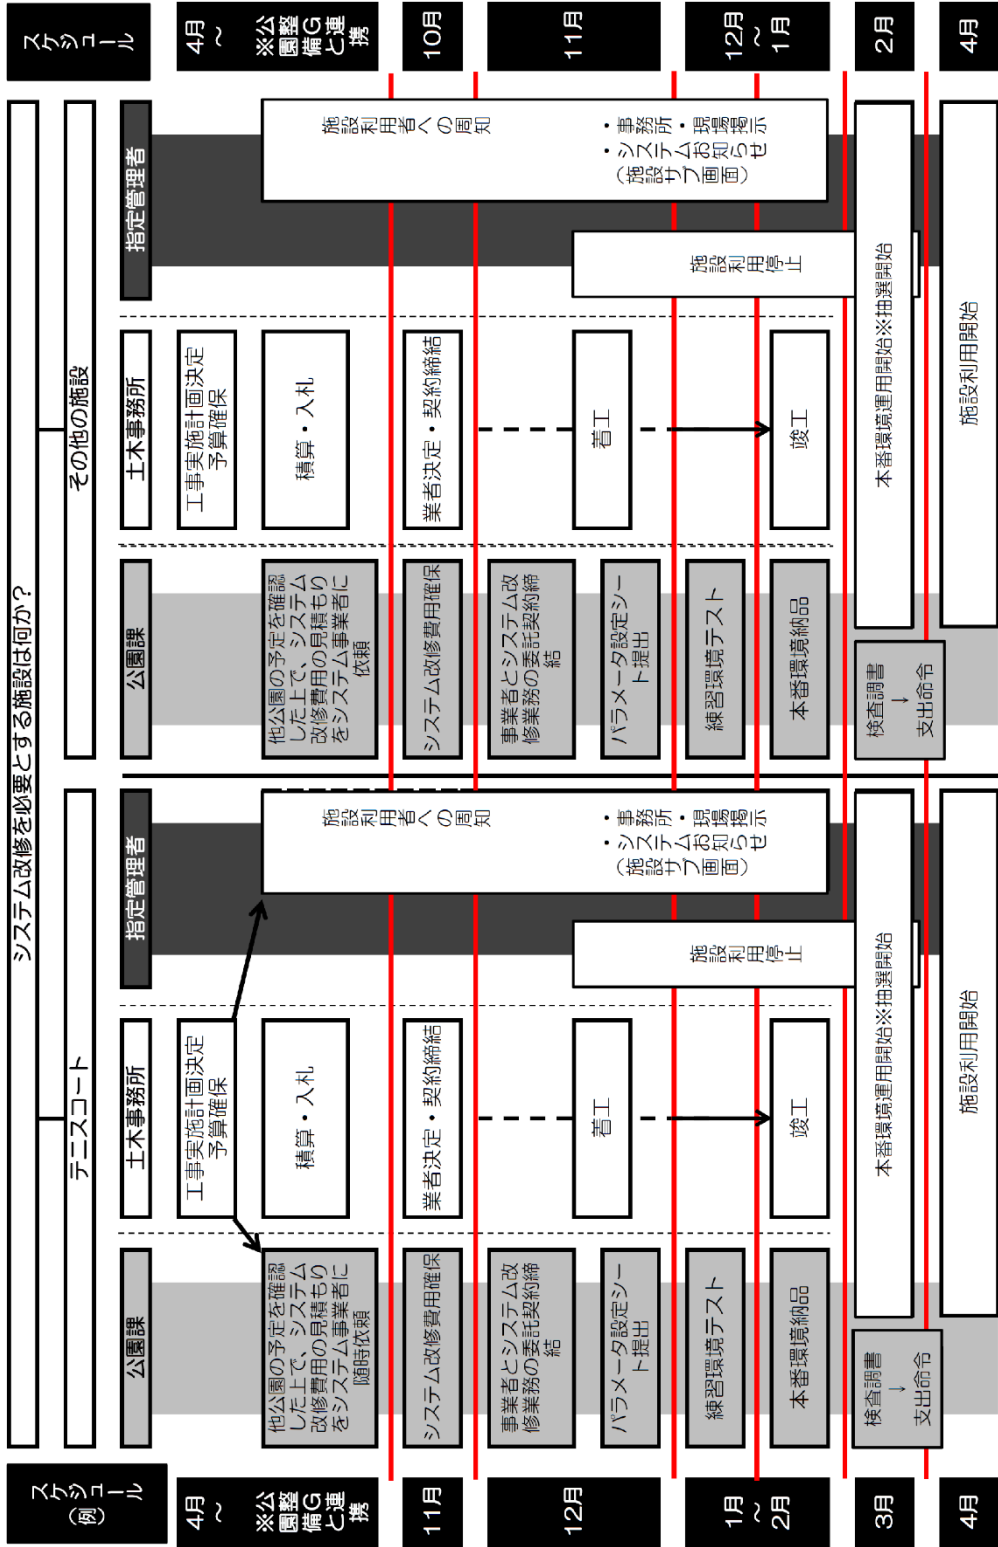 システム改修を必要とする施設は何か？
スケジュール
（例）
テニスコート
その他の施設
スケジュール
公園課
土木事務所
指定管理者
公園課
土木事務所
指定管理者
4月
～
※公
園整
備G
と連
携
工事実施計画決定
予算確保
工事実施計画決定
予算確保
4月
～
※公
園整
備G
と連
携
他公園の予定を確認
した上で、システム
改修費用の見積もり
をシステム事業者に
随時依頼
積算・入札
施設利用者への周知
・事務所・現場掲示
・システムお知らせ
（施設サブ画面）
他公園の予定を確認
した上で、システム
改修費用の見積もり
をシステム事業者に
依頼
積算・入札
施設利用者への周知
・事務所・現場掲示
・システムお知らせ
（施設サブ画面）
11月
システム改修費用確保
業者決定・契約締結
システム改修費用確保
業者決定・契約締結
10月
12月
事業者とシステム改
修業務の委託契約締
結
着工
施設利用停止
事業者とシステム改
修業務の委託契約締
結
着工
施設利用停止
11月
パラメータ設定シー
ト提出
パラメータ設定シー
ト提出
1月
～
2月
練習環境テスト
練習環境テスト
12月
～
1月
本番環境納品
竣工
本番環境納品
竣工
3月
検査調書
↓
支出命令
本番環境運用開始※抽選開始
検査調書
↓
支出命令
本番環境運用開始※抽選開始
2月
4月
施設利用開始
施設利用開始
4月